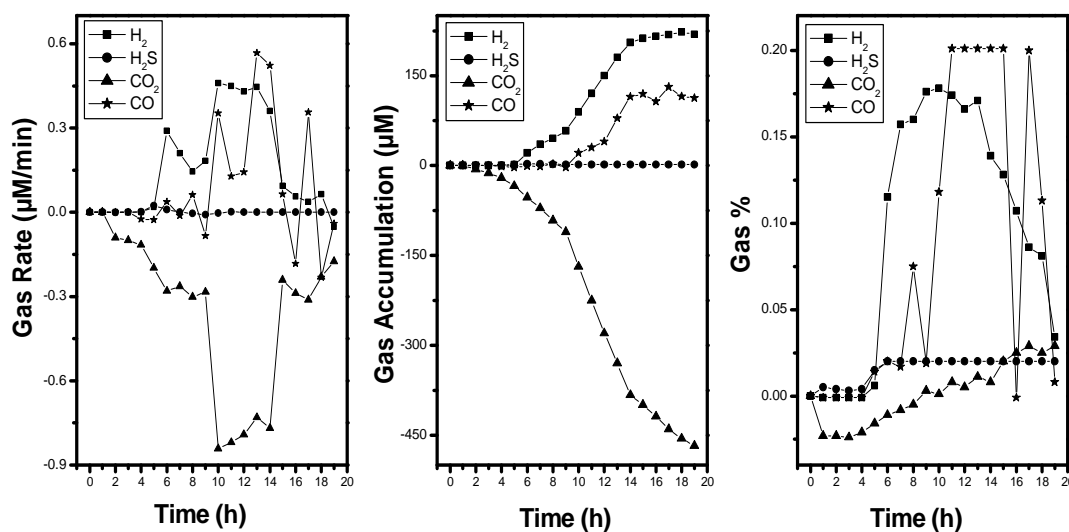 Gas Rate (µM/min)
0.6
0.3
0.0
-0.3
-0.6
-0.9
H2
H2S
CO2
CO
0 2 4 6 8 10 12 14 16 18 20
Time (h)
Gas Accumulation (µM)
150
0
-150
-300
-450
H2
H2S
CO2
CO
0 2 4 6 8 10 12 14 16 18 20
Time (h)
Gas %
0.20
0.15
0.10
0.05
0.00
H2
H2S
CO2
CO
0 2 4 6 8 10 12 14 16 18 20
Time (h)